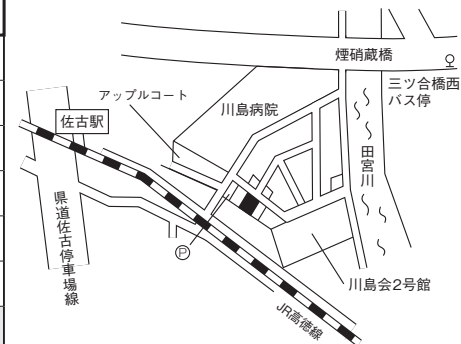 煙硝蔵橋
三ツ合橋西
バス停
アップルコート
川島病院
佐古駅
田宮川
県道佐古停車場線
P
川島会2号館
JR高徳線